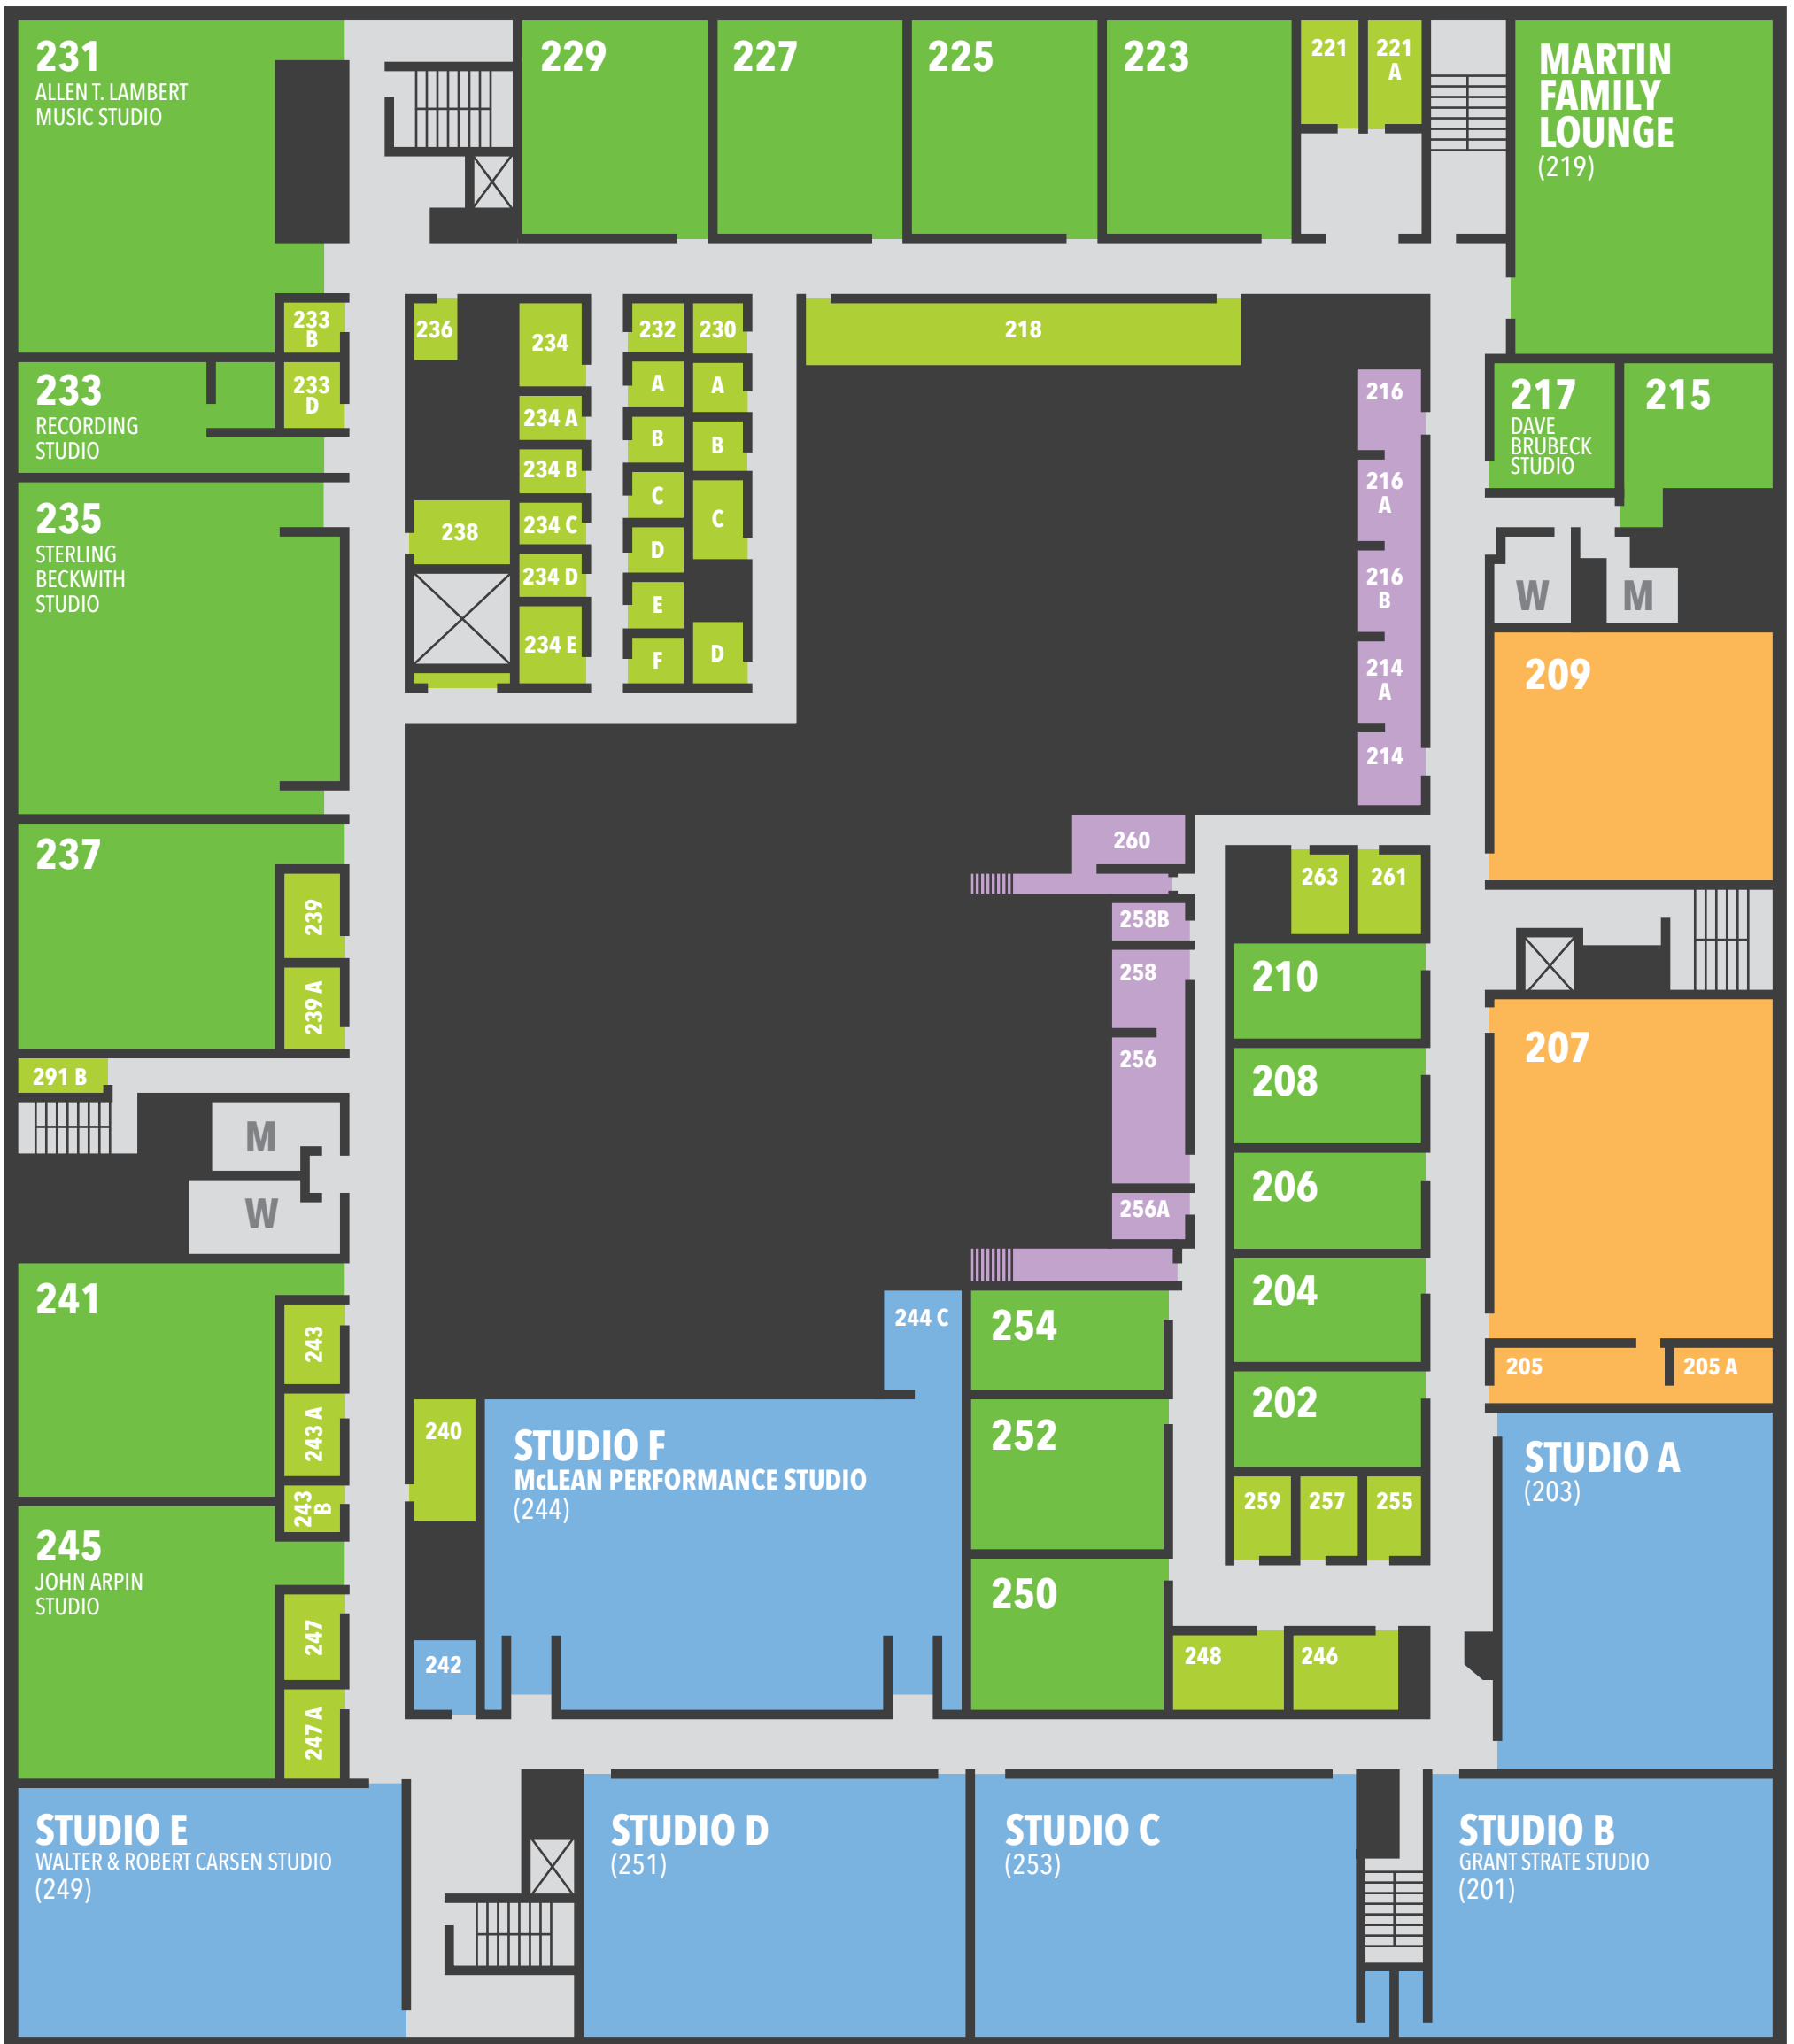 231
ALLEN T. LAMBERT
MUSIC STUDIO
229
227
225
223
221
221
A
MARTIN
FAMILY
LOUNGE
(219)
233
B
236
234
232
230
218
233
RECORDING
STUDIO
233
D
234 A
234 B
234 C
234 D
234 E
A
B
C
D
E
F
A
B
C
D
216
216
A
216
B
214
A
214
217
DAVE
BRUBECK
STUDIO
215
235
STERLING
BECKWITH
STUDIO
238
W
M
209
237
239
239 A
260
263
261
258B
258
256
256A
210
208
206
204
202
207
291 B
M
W
205
205 A
241
243
243 A
243
B
244 C
254
252
250
240
STUDIO F
McLEAN PERFORMANCE STUDIO
(244)
259
257
255
STUDIO A
(203)
245
JOHN ARPIN
STUDIO
247
247 A
242
248
246
STUDIO E
WALTER & ROBERT CARSEN STUDIO
(249)
STUDIO D
(251)
STUDIO C
(253)
STUDIO B
GRANT STRATE STUDIO
(201)